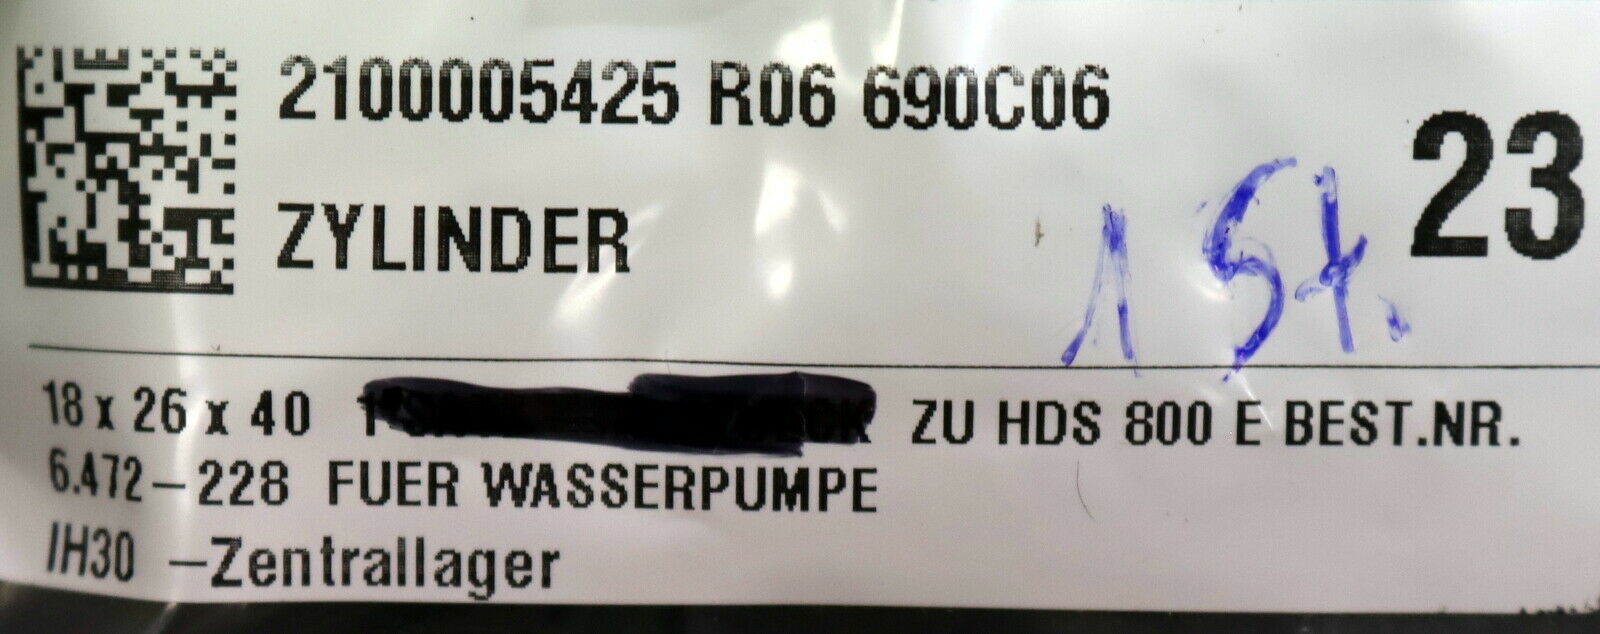 2100005425 R06 690C06
23
ZYLINDER
1 St.
18 x 26 x 40 ZU HDS 800 E BEST.NR.
6.472-228 FUER WASSERPUMPE
IH30 -Zentrallager